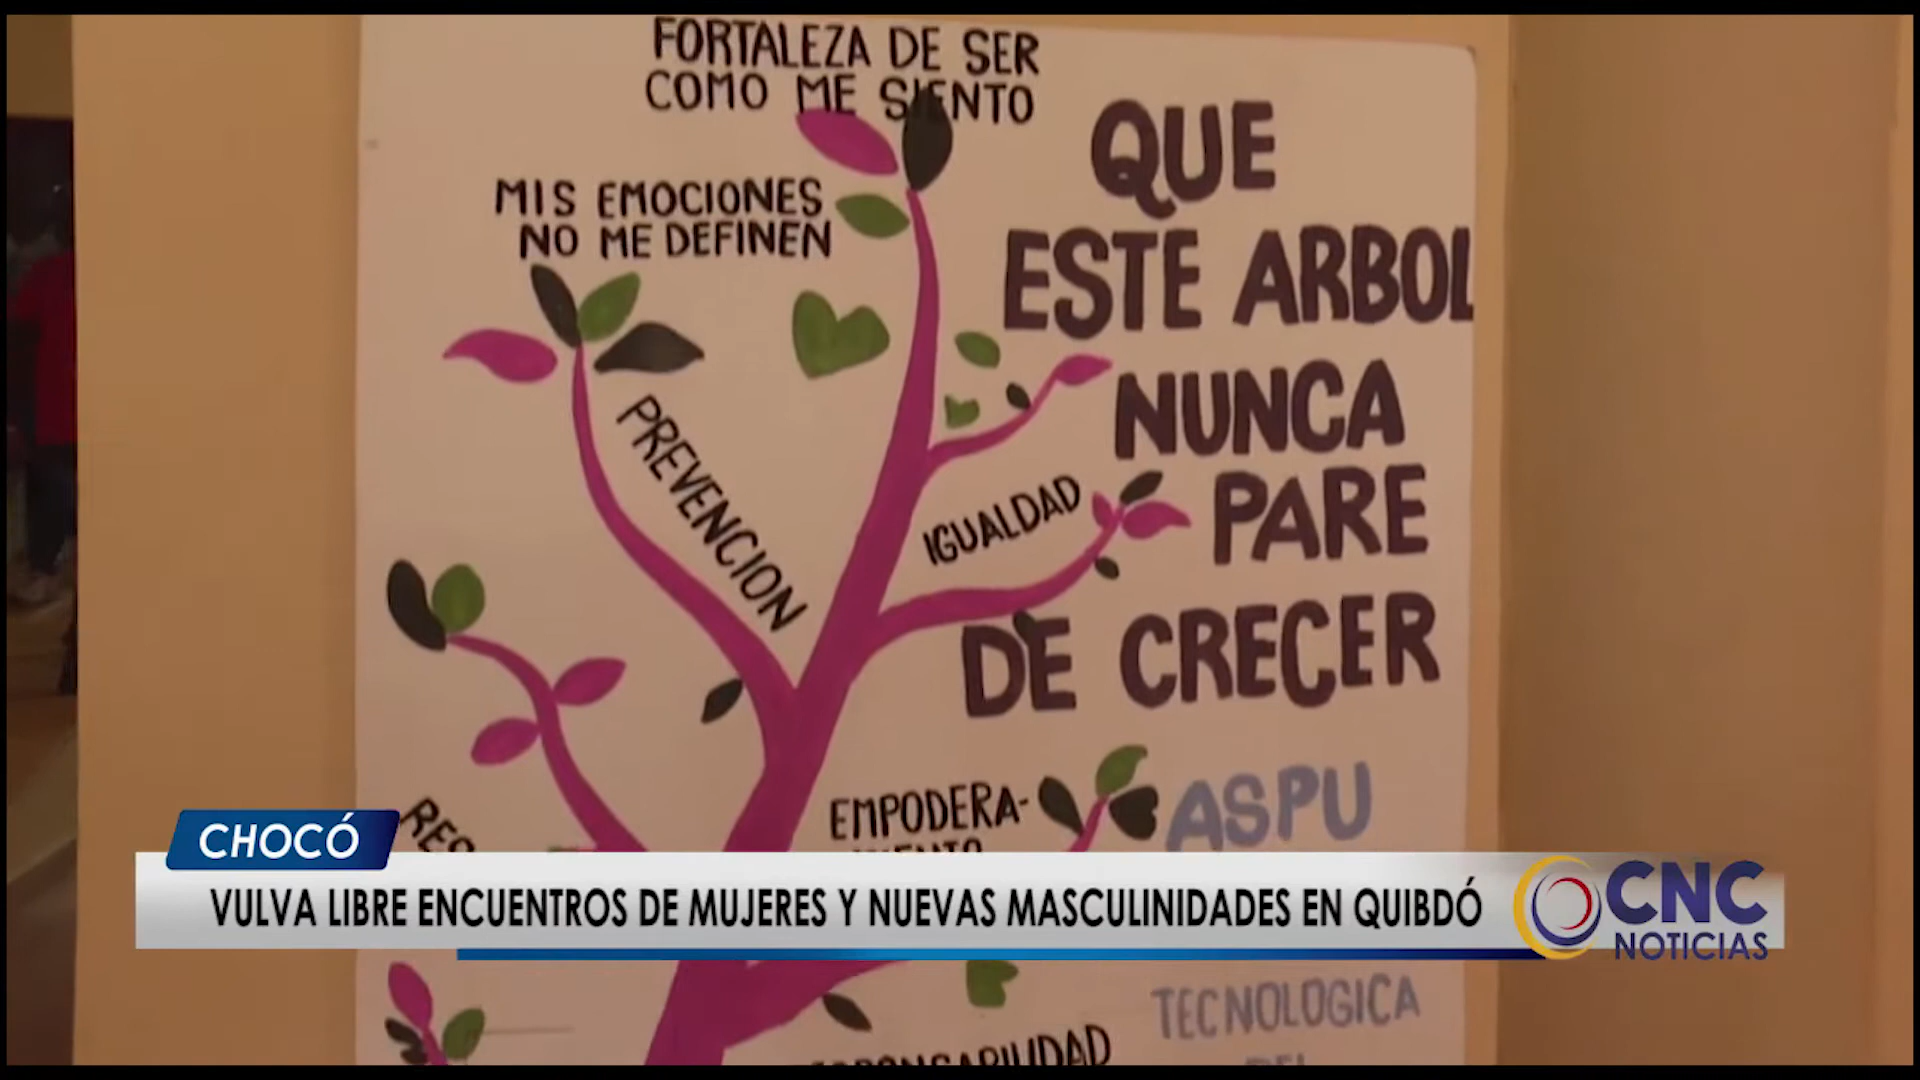 FORTALEZA DE SER
COMO ME SIENTO
MIS EMOCIONES
NO ME DEFINEN
QUE
ESTE ARBOL
NUNCA
PARE
DE CRECER
PREVENCION
IGUALDAD
EMPODERA-
ASPU
CHOCÓ
VULVA LIBRE ENCUENTROS DE MUJERES Y NUEVAS MASCULINIDADES EN QUIBDÓ
CNC
NOTICIAS
TECNOLOGICA